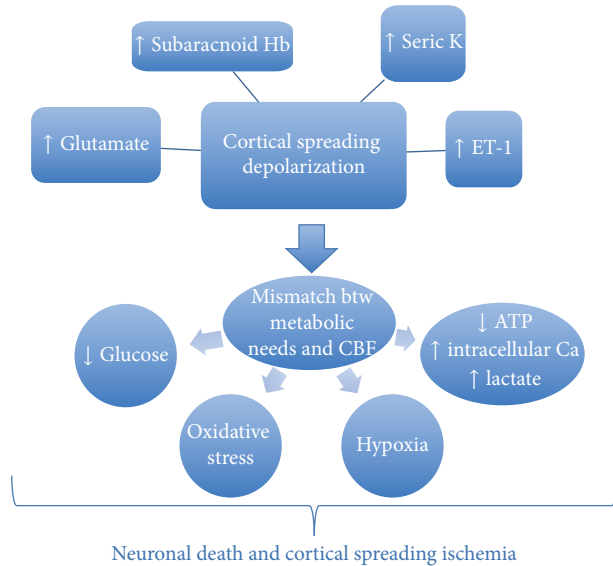 ↑ Subaracnoid Hb
↑ Seric K
↑ Glutamate
Cortical spreading
depolarization
↑ ET-1
Mismatch btw
metabolic
needs and CBF
↓ Glucose
↓ ATP
↑ intracellular Ca
↑ lactate
Oxidative
stress
Hypoxia
Neuronal death and cortical spreading ischemia